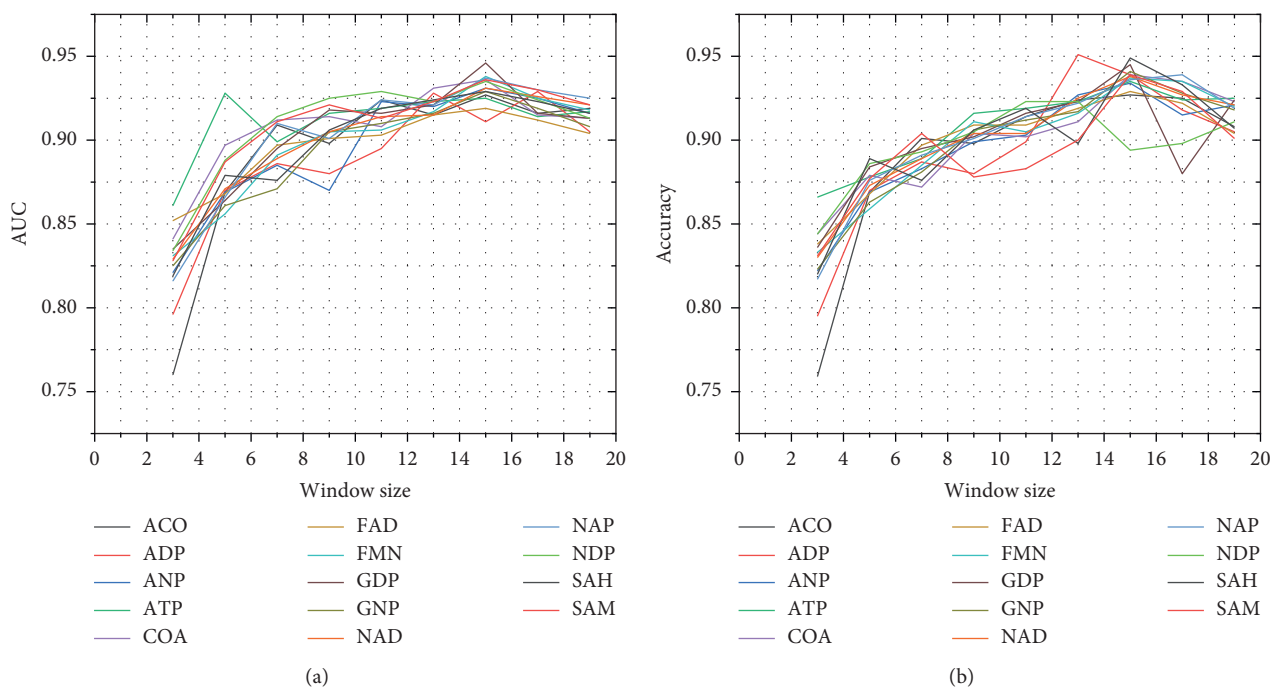 0.95
0.90
0.85
0.80
0.75
AUC
0 2 4 6 8 10 12 14 16 18 20
Window size
ACO FAD NAP
ADP FMN NDP
ANP GDP SAH
ATP GNP SAM
COA NAD
(a)
0.95
0.90
0.85
0.80
0.75
Accuracy
0 2 4 6 8 10 12 14 16 18 20
Window size
ACO FAD NAP
ADP FMN NDP
ANP GDP SAH
ATP GNP SAM
COA NAD
(b)